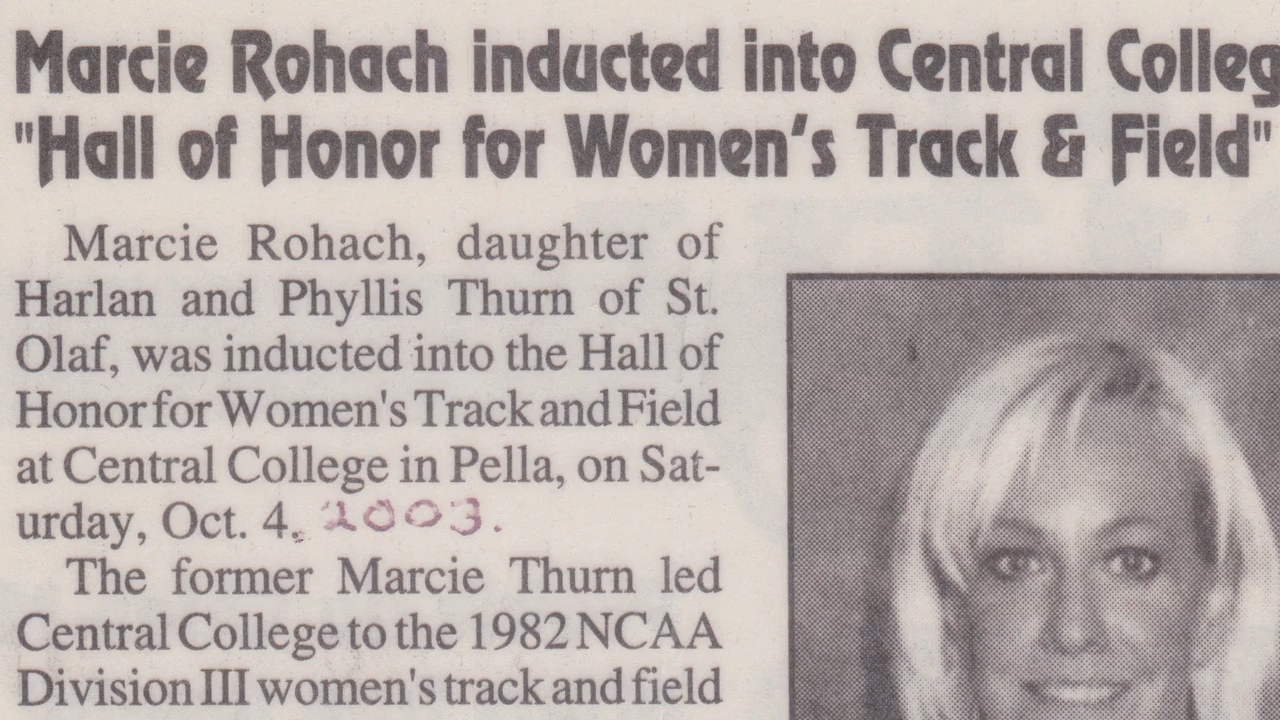 Marcie Rohach inducted into Central Colleg
"Hall of Honor for Women's Track & Field"
Marcie Rohach, daughter of
Harlan and Phyllis Thurn of St.
Olaf, was inducted into the Hall of
Honor for Women's Track and Field
at Central College in Pella, on Sat-
urday, Oct. 4, 2003.
The former Marcie Thurn led
Central College to the 1982 NCAA
Division III women's track and field